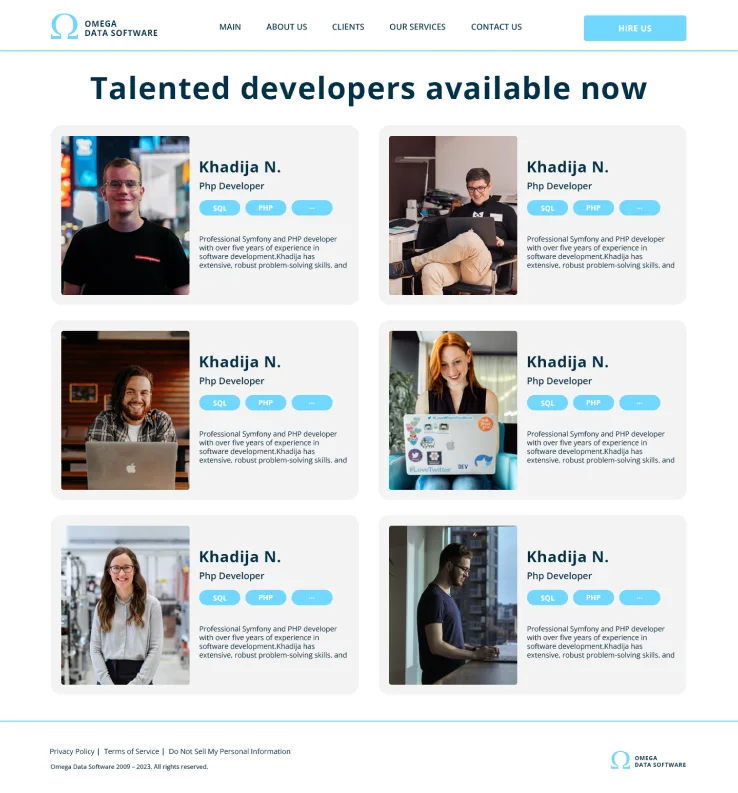 Ω OMEGA
DATA SOFTWARE
MAIN ABOUT US CLIENTS OUR SERVICES CONTACT US
HIRE US
Talented developers available now
Khadija N.
Php Developer
SQL PHP ...
Professional Symfony and PHP developer
with over five years of experience in
software development.Khadija has
extensive, robust problem-solving skills, and
Khadija N.
Php Developer
SQL PHP ...
Professional Symfony and PHP developer
with over five years of experience in
software development.Khadija has
extensive, robust problem-solving skills, and
Khadija N.
Php Developer
SQL PHP ...
Professional Symfony and PHP developer
with over five years of experience in
software development.Khadija has
extensive, robust problem-solving skills, and
Khadija N.
Php Developer
SQL PHP ...
Professional Symfony and PHP developer
with over five years of experience in
software development.Khadija has
extensive, robust problem-solving skills, and
#LoveTwitter
DEV
Khadija N.
Php Developer
SQL PHP ...
Professional Symfony and PHP developer
with over five years of experience in
software development.Khadija has
extensive, robust problem-solving skills, and
Khadija N.
Php Developer
SQL PHP ...
Professional Symfony and PHP developer
with over five years of experience in
software development.Khadija has
extensive, robust problem-solving skills, and
Privacy Policy | Terms of Service | Do Not Sell My Personal Information
Omega Data Software 2009 – 2023. All rights reserved.
Ω OMEGA
DATA SOFTWARE